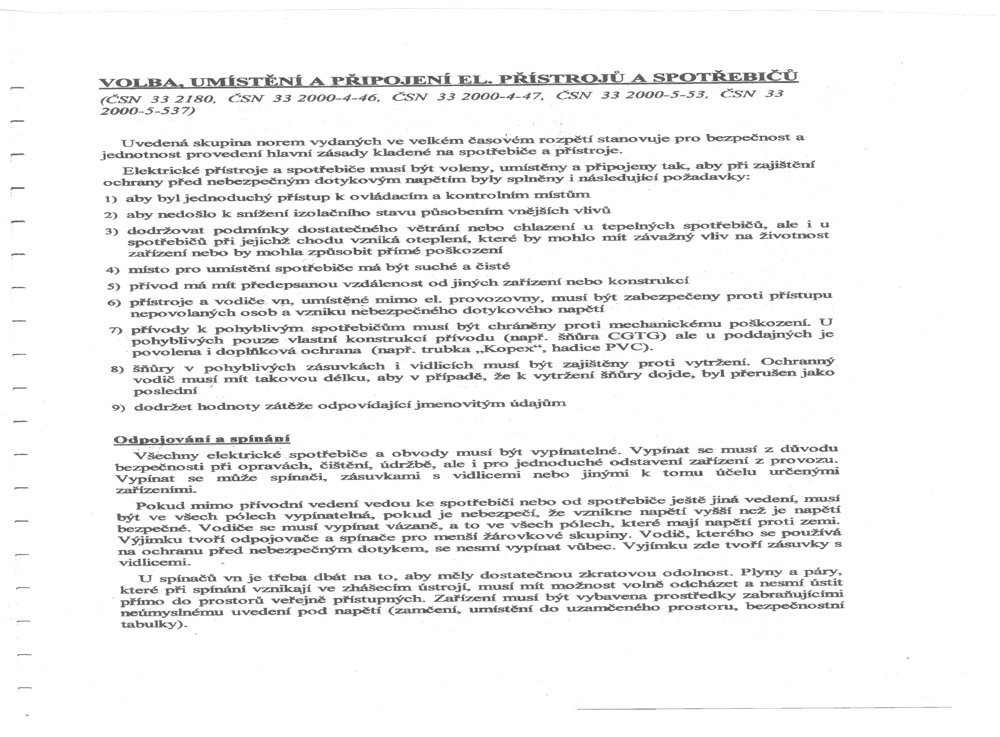 VOLBA, UMÍSTĚNÍ A PŘIPOJENÍ EL. PŘÍSTROJŮ A SPOTŘEBIČŮ
(ČSN 33 2180, ČSN 33 2000-4-46, ČSN 33 2000-4-47, ČSN 33 2000-5-53, ČSN 33
2000-5-537)
Uvedená skupina norem vydaných ve velkém časovém rozpětí stanovuje pro bezpečnost a
jednotnost provedení hlavní zásady kladené na spotřebiče a přístroje.
Elektrické přístroje a spotřebiče musí být voleny, umístěny a připojeny tak, aby při zajištění
ochrany před nebezpečným dotykovým napětím byly splněny i následující požadavky:
1) aby byl jednoduchý přístup k ovládacím a kontrolním místům
2) aby nedošlo k snížení izolačního stavu působením vnějších vlivů
3) dodržovat podmínky dostatečného větrání nebo chlazení u tepelných spotřebičů, ale i u
spotřebičů při jejichž chodu vzniká oteplení, které by mohlo mít závažný vliv na životnost
zařízení nebo by mohla způsobit přímé poškození
4) místo pro umístění spotřebiče má být suché a čisté
5) přívod má mít předepsanou vzdálenost od jiných zařízení nebo konstrukcí
6) přístroje a vodiče vn, umístěné mimo el. provozovny, musí být zabezpečeny proti přístupu
nepovolaných osob a vzniku nebezpečného dotykového napětí
7) přívody k pohyblivým spotřebičům musí být chráněny proti mechanickému poškození. U
pohyblivých pouze vlastní konstrukcí přívodu (např. šňůra CGTG) ale u poddajných je
povolena i doplňková ochrana (např. trubka „Kopex“, hadice PVC).
8) šňůry v pohyblivých zásuvkách i vidlicích musí být zajištěny proti vytržení. Ochranný
vodič musí mít takovou délku, aby v případě, že k vytržení šňůry dojde, byl přerušen jako
poslední
9) dodržet hodnoty zátěže odpovídající jmenovitým údajům
Odpojování a spínání
Všechny elektrické spotřebiče a obvody musí být vypínatelné. Vypínat se musí z důvodu
bezpečnosti při opravách, čištění, údržbě, ale i pro jednoduché odstavení zařízení z provozu.
Vypínat se může spínači, zásuvkami s vidlicemi nebo jinými k tomu účelu určenými
zařízeními.
Pokud mimo přívodní vedení vedou ke spotřebiči nebo od spotřebiče ještě jiná vedení, musí
být ve všech pólech vypínatelná, pokud je nebezpečí, že vznikne napětí vyšší než je napětí
bezpečné. Vodiče se musí vypínat vázaně, a to ve všech pólech, které mají napětí proti zemi.
Výjimku tvoří odpojovače a spínače pro menší žárovkové skupiny. Vodič, kterého se používá
na ochranu před nebezpečným dotykem, se nesmí vypínat vůbec. Vyjímku zde tvoří zásuvky s
vidlicemi.
U spínačů vn je třeba dbát na to, aby měly dostatečnou zkratovou odolnost. Plyny a páry,
které při spínání vznikají ve zhášecím ústrojí, musí mít možnost volně odcházet a nesmí ústit
přímo do prostorů veřejně přístupných. Zařízení musí být vybavena prostředky zabraňujícími
neúmyslnému uvedení pod napětí (zamčení, umístění do uzamčeného prostoru, bezpečnostní
tabulky).